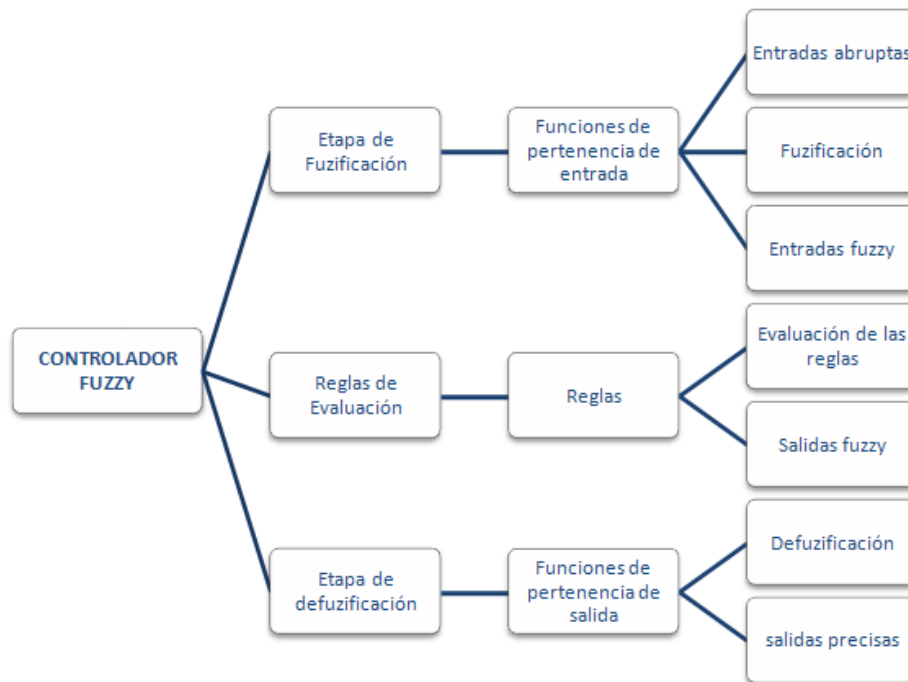 CONTROLADOR
FUZZY
Etapa de
Fuzificación
Funciones de
pertenencia de
entrada
Entradas abruptas
Fuzificación
Entradas fuzzy
Reglas de
Evaluación
Reglas
Evaluación de las
reglas
Salidas fuzzy
Etapa de
defuzificación
Funciones de
pertenencia de
salida
Defuzificación
salidas precisas